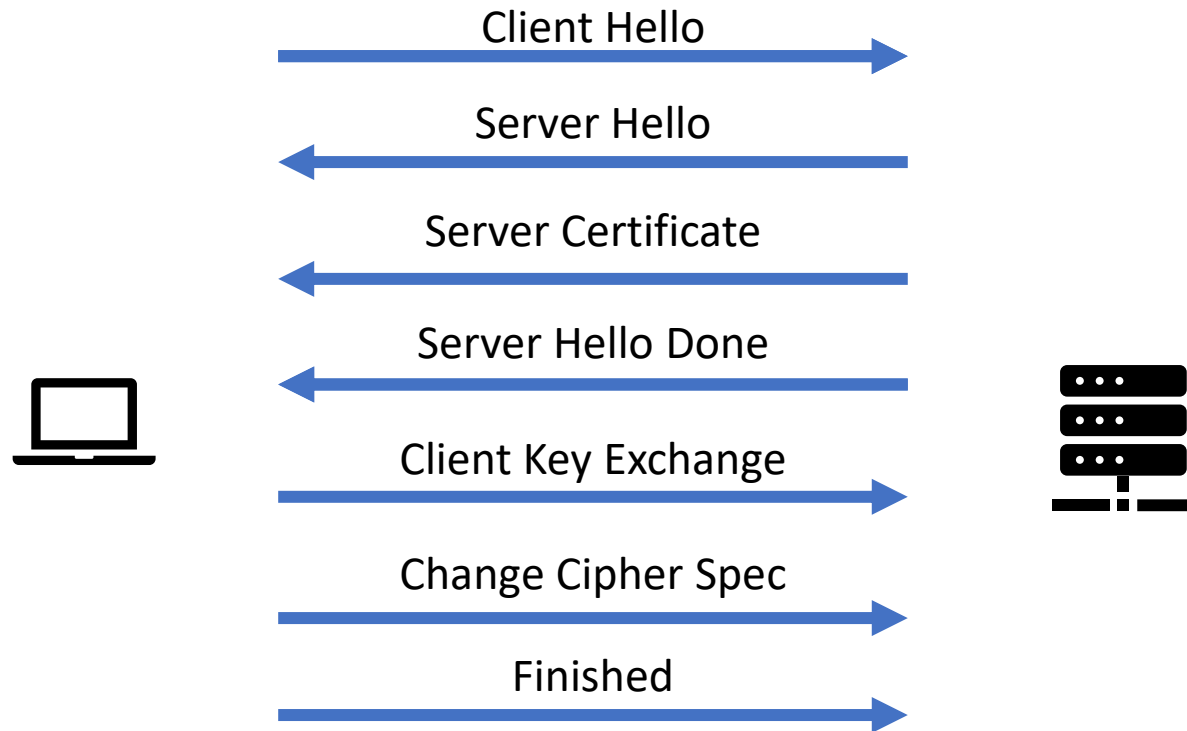 Client Hello
Server Hello
Server Certificate
Server Hello Done
Client Key Exchange
Change Cipher Spec
Finished